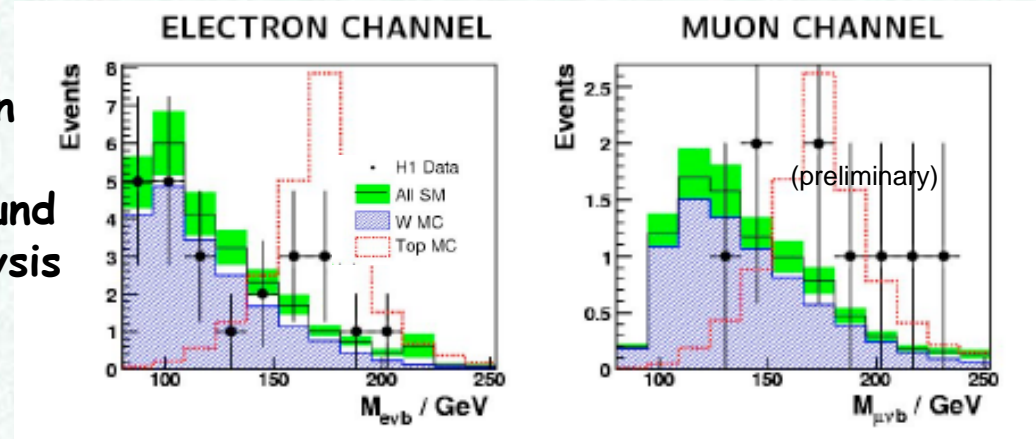 n
und
ysis
ELECTRON CHANNEL
Events
8
7
6
5
4
3
2
1
0
H1 Data
All SM
W MC
Top MC
100 150 200 250
M_eνb / GeV
MUON CHANNEL
Events
2.5
2
1.5
1
0.5
0
(preliminary)
100 150 200 250
M_μνb / GeV